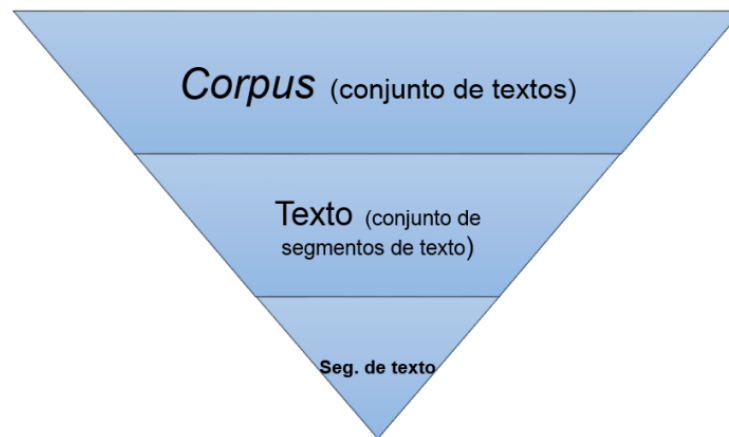 Corpus (conjunto de textos)
Texto (conjunto de
segmentos de texto)
Seg. de texto